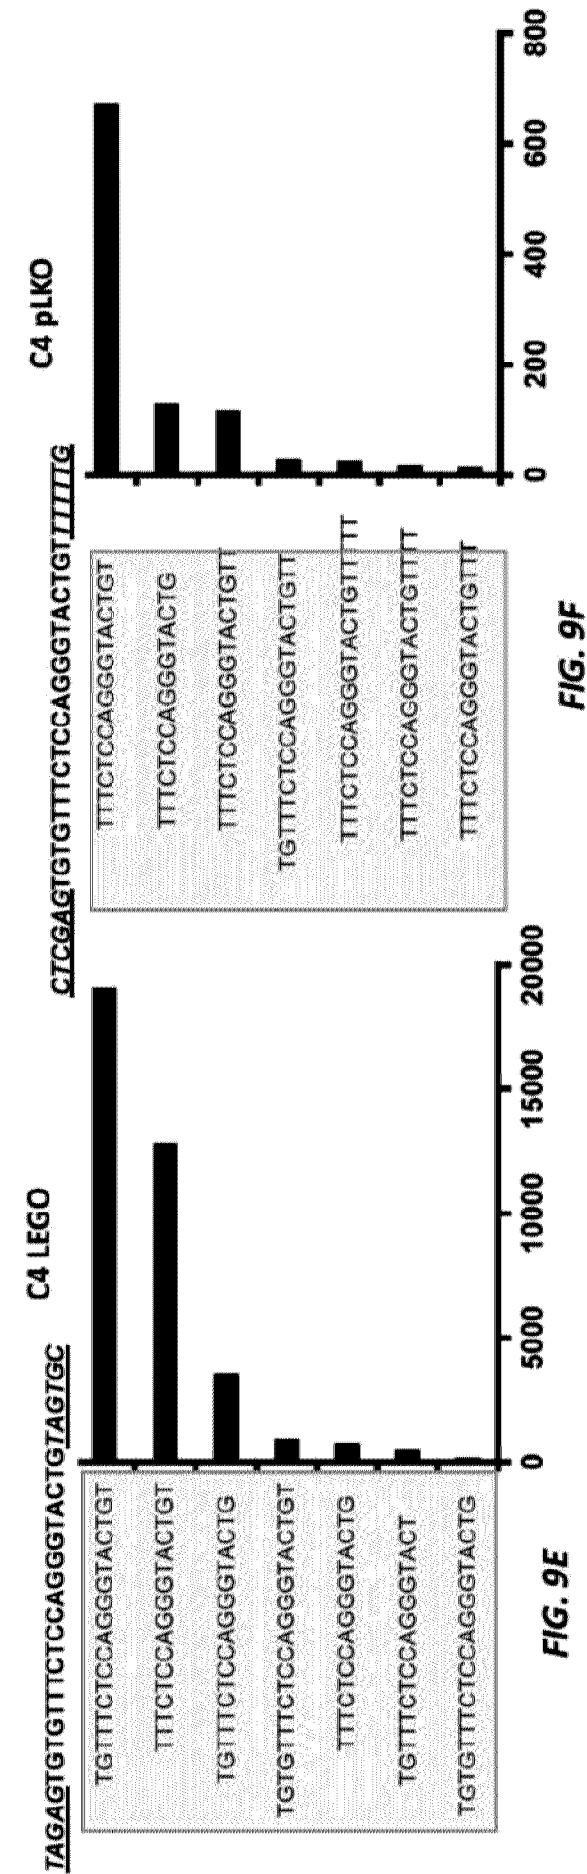 C4 LEGO
TAGAGTGTGTTTCTCCAGGGTACTGTAGTGC
TGTTTCTCCAGGGTACTGT
TTTCTCCAGGGTACTGT
TGTTTCTCCAGGGTACTG
TGTGTTTCTCCAGGGTACTGT
TTTCTCCAGGGTACTG
TGTTTCTCCAGGGTACT
TGTGTTTCTCCAGGGTACTG
0 5000 10000 15000 20000
FIG. 9E
C4 pLKO
CTCGAGTGTGTTTCTCCAGGGTACTGTTTTTTG
TTTCTCCAGGGTACTGT
TTTCTCCAGGGTACTG
TTTCTCCAGGGTACTGTT
TGTTTCTCCAGGGTACTGTT
TTTCTCCAGGGTACTGTTTTT
TTTCTCCAGGGTACTGTTTT
TTTCTCCAGGGTACTGTTT
0 200 400 600 800
FIG. 9F